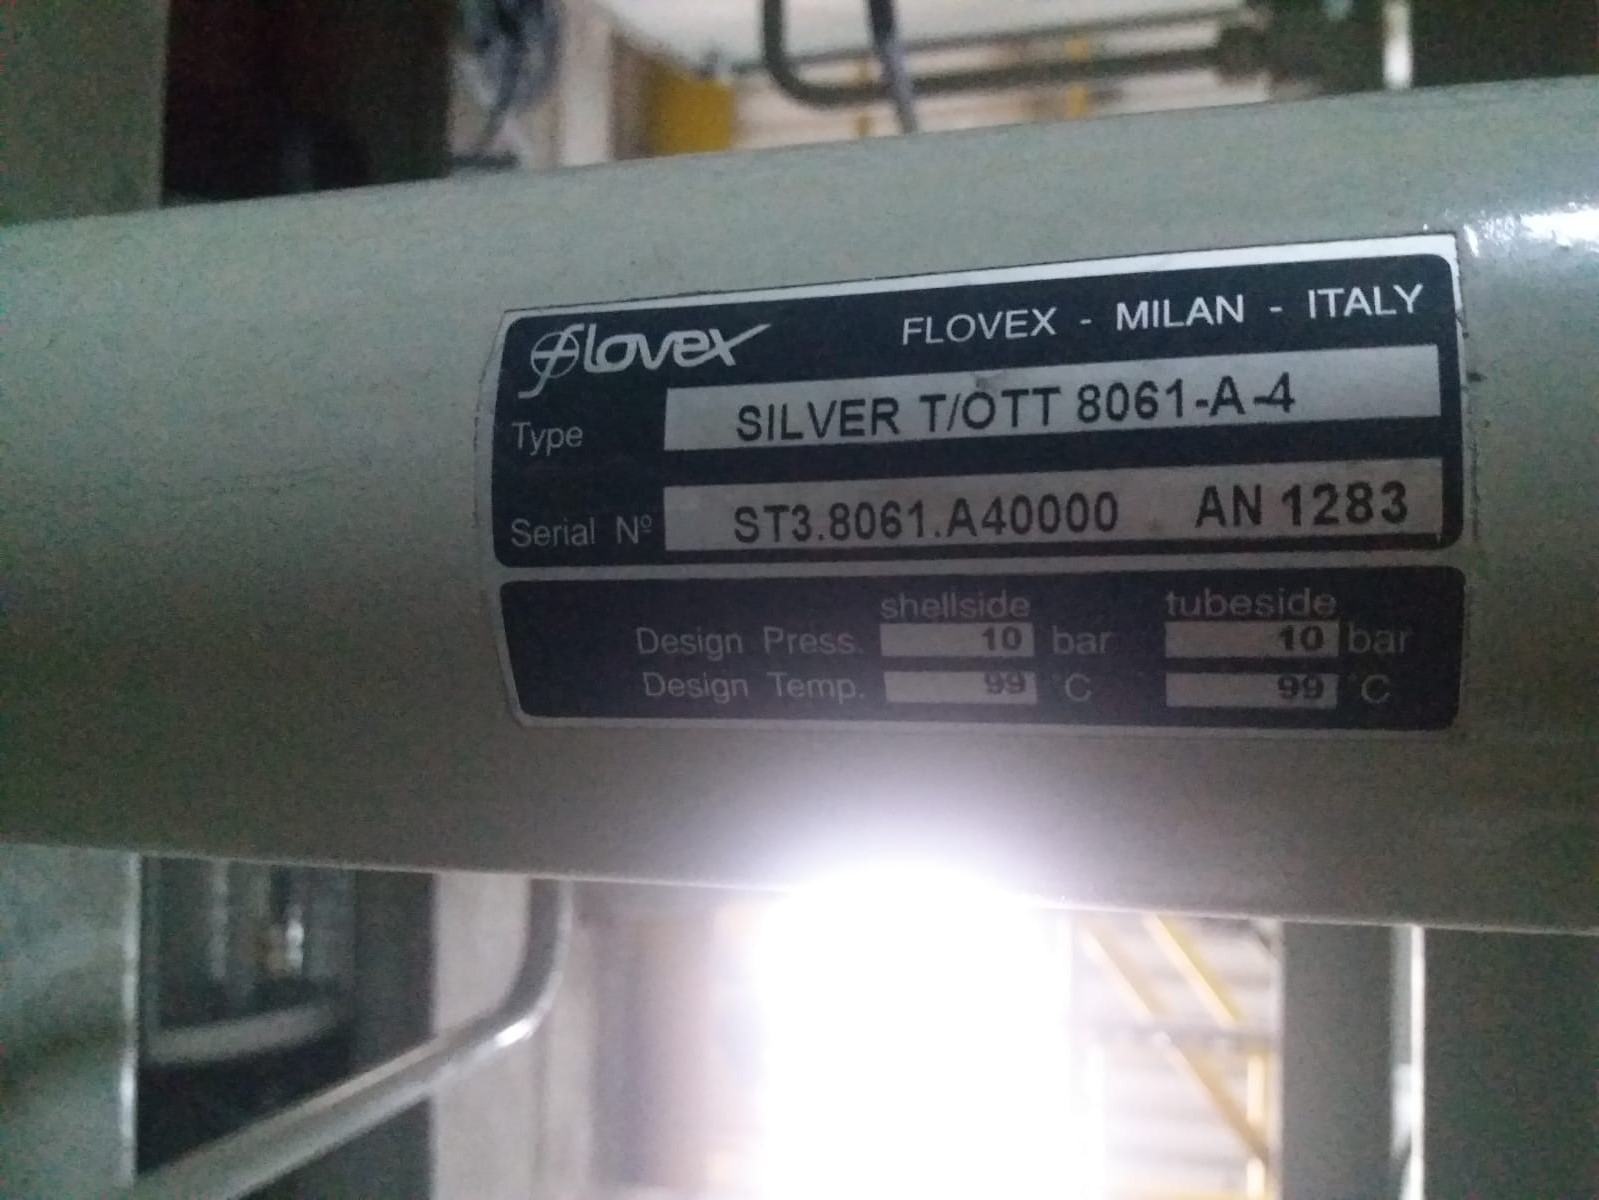 flovex FLOVEX - MILAN - ITALY
Type SILVER T/OTT 8061-A-4
Serial Nº ST3.8061.A40000 AN 1283
shellside tubeside
Design Press. 10 bar 10 bar
Design Temp. 99 °C 99 °C